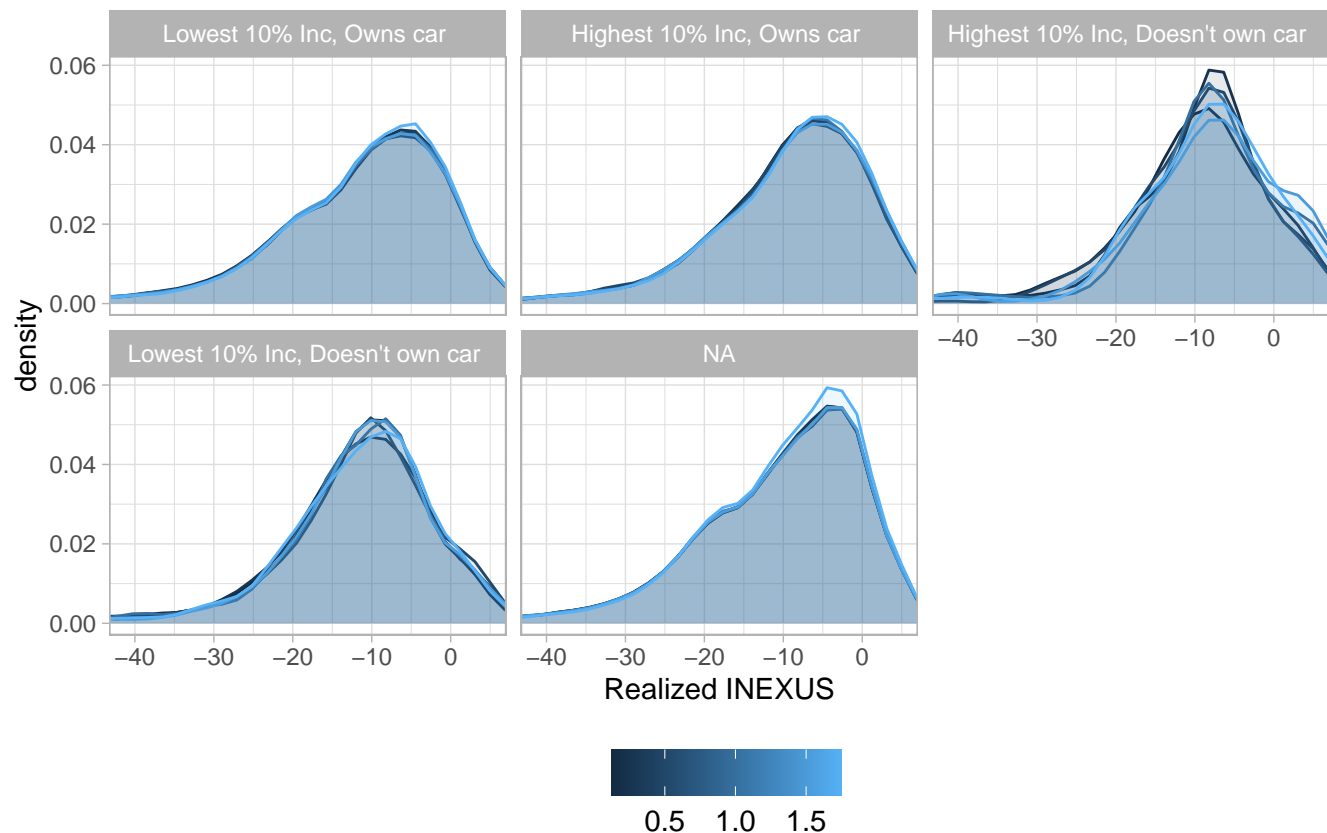 Lowest 10% Inc, Owns car
Highest 10% Inc, Owns car
Highest 10% Inc, Doesn't own car
0.06
0.04
0.02
0.00
−40 −30 −20 −10 0
density
Lowest 10% Inc, Doesn't own car
NA
0.06
0.04
0.02
0.00
−40 −30 −20 −10 0
−40 −30 −20 −10 0
Realized INEXUS
0.5 1.0 1.5